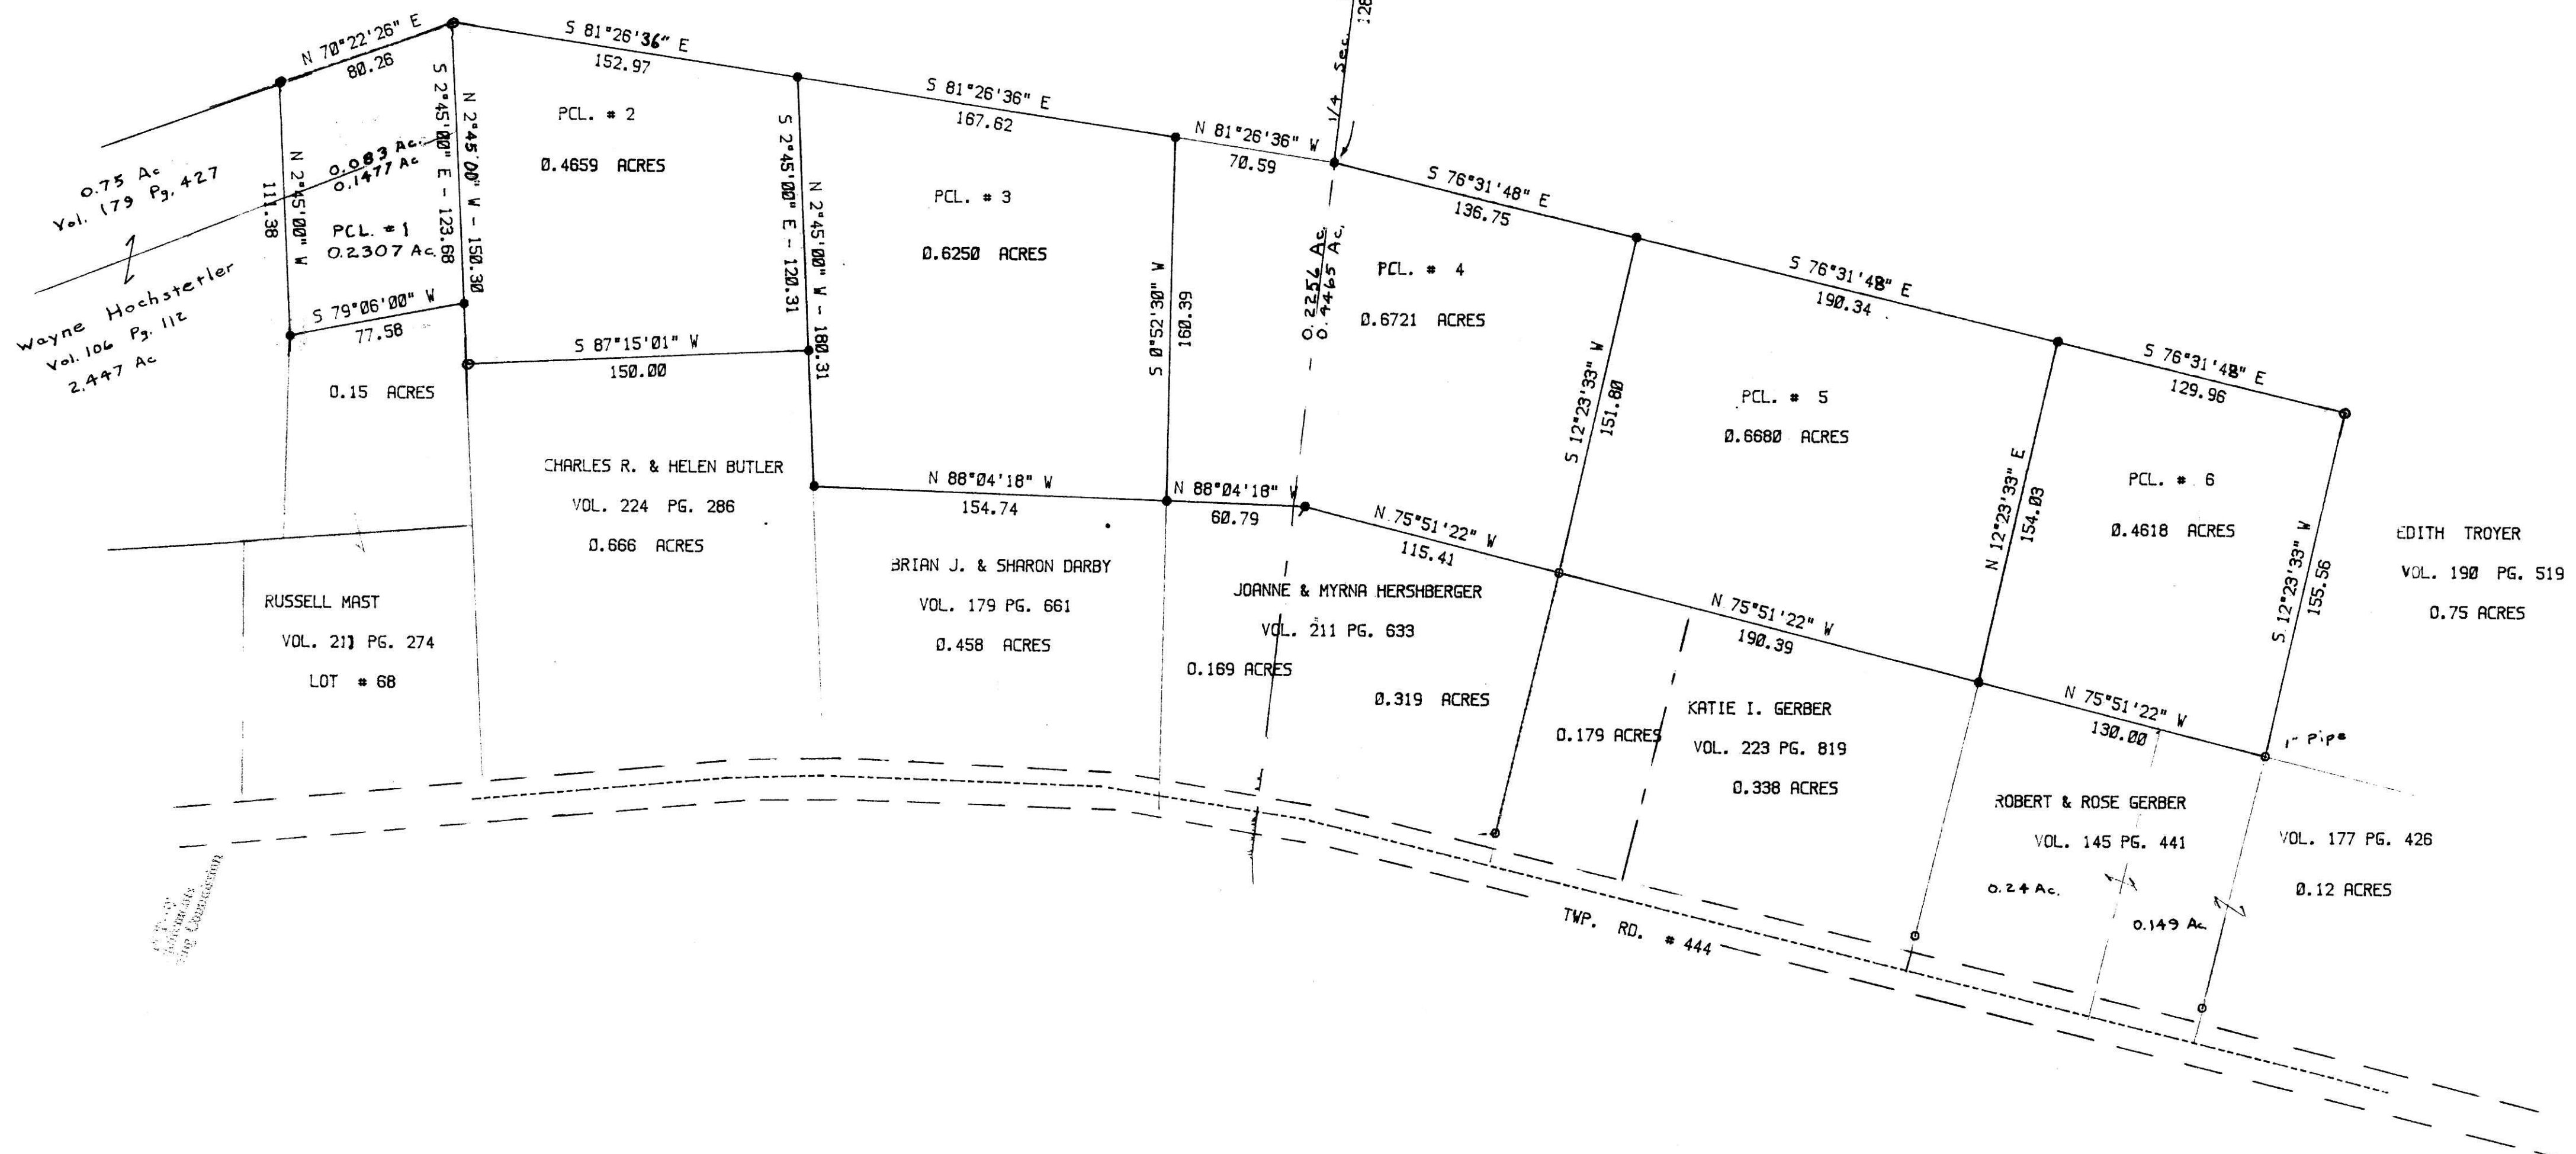 N 70°22'26" E
80.26
S 81°26'36" E
152.97
S 81°26'36" E
167.62
N 81°26'36" W
70.59
1/4 Sec.
128
S 76°31'48" E
136.75
S 76°31'48" E
190.34
S 76°31'48" E
129.96
0.75 Ac
Vol. 179 Pg. 427
Wayne Hochstetler
Vol. 106 Pg. 112
2.447 Ac
111.38
N 2°45'00" W
0.083 Ac.
0.1477 Ac
PCL. #1
0.2307 Ac.
S 2°45'00" E - 123.68
N 2°45'00" W - 150.30
S 79°06'00" W
77.58
0.15 ACRES
PCL. # 2
0.4659 ACRES
S 2°45'00" E - 120.31
N 2°45'00" W - 180.31
S 87°15'01" W
150.00
PCL. # 3
0.6250 ACRES
S 0°52'30" W
160.39
0.2256 Ac.
0.4465 Ac.
PCL. # 4
0.6721 ACRES
S 12°23'33" W
151.80
PCL. # 5
0.6680 ACRES
N 12°23'33" E
154.03
PCL. # 6
0.4618 ACRES
S 12°23'33" W
155.56
EDITH TROYER
VOL. 190 PG. 519
0.75 ACRES
CHARLES R. & HELEN BUTLER
VOL. 224 PG. 286
0.666 ACRES
N 88°04'18" W
154.74
N 88°04'18" W
60.79
N 75°51'22" W
115.41
N 75°51'22" W
190.39
N 75°51'22" W
130.00
1" Pipe
RUSSELL MAST
VOL. 211 PG. 274
LOT # 68
BRIAN J. & SHARON DARBY
VOL. 179 PG. 661
0.458 ACRES
JOANNE & MYRNA HERSHBERGER
VOL. 211 PG. 633
0.169 ACRES
0.319 ACRES
0.179 ACRES
KATIE I. GERBER
VOL. 223 PG. 819
0.338 ACRES
ROBERT & ROSE GERBER
VOL. 145 PG. 441
0.24 Ac.
0.149 Ac.
VOL. 177 PG. 426
0.12 ACRES
TWP. RD. # 444
Commission